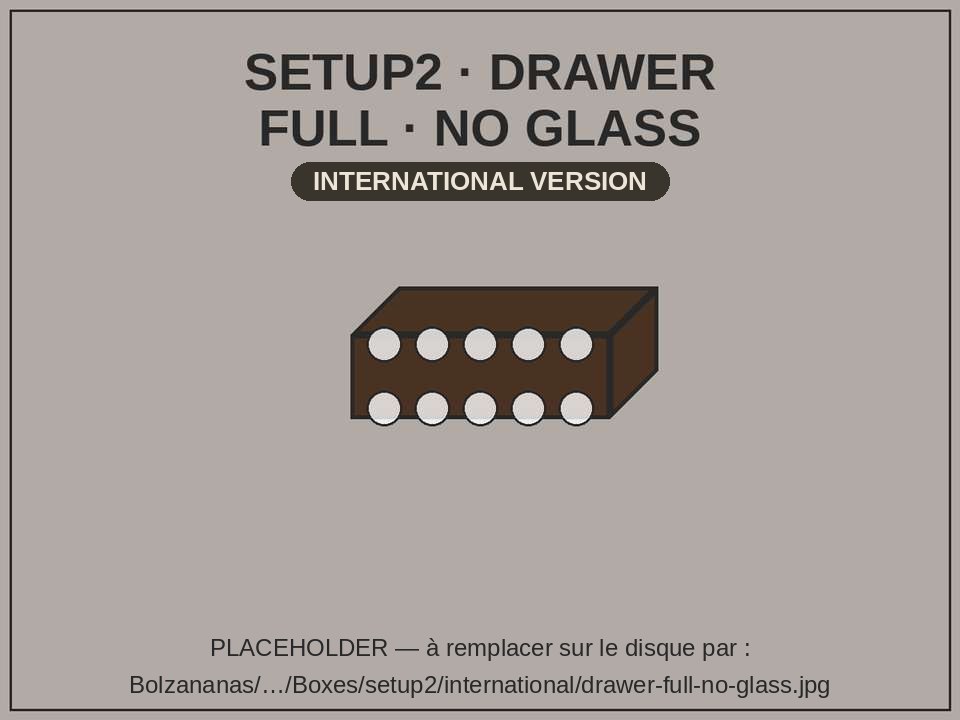 SETUP2 · DRAWER
FULL · NO GLASS
INTERNATIONAL VERSION
PLACEHOLDER — à remplacer sur le disque par :
Bolzananas/…/Boxes/setup2/international/drawer-full-no-glass.jpg